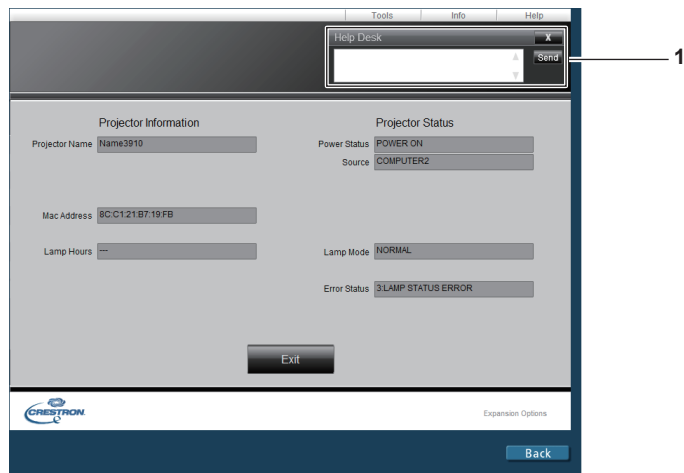 Tools Info Help
Help Desk X
Send
1
Projector Information Projector Status
Projector Name Name3910 Power Status POWER ON
Source COMPUTER2
Mac Address 8C:C1:21:B7:19:FB
Lamp Hours --- Lamp Mode NORMAL
Error Status 3:LAMP STATUS ERROR
Exit
CRESTRON Expansion Options
Back